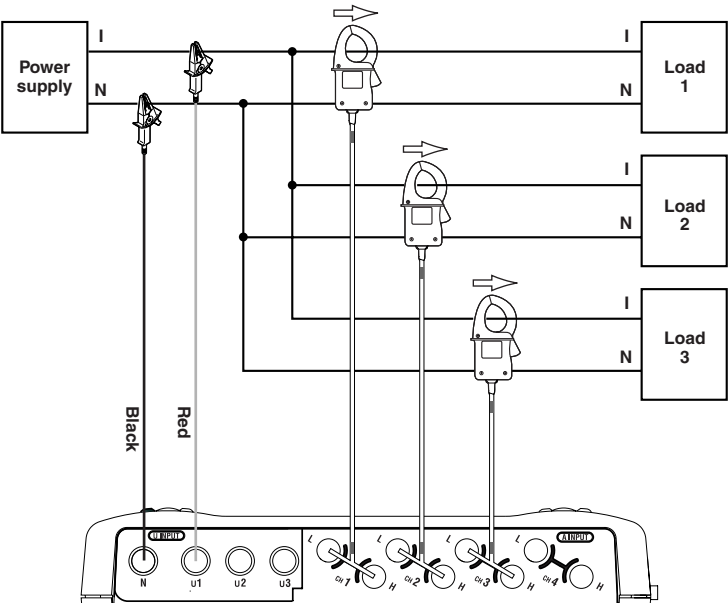 Power
supply
I
N
I
N
Load
1
I
N
Load
2
I
N
Load
3
Black
Red
U INPUT
A INPUT
N
U1
U2
U3
L
CH 1
H
L
CH 2
H
L
CH 3
H
L
CH 4
H